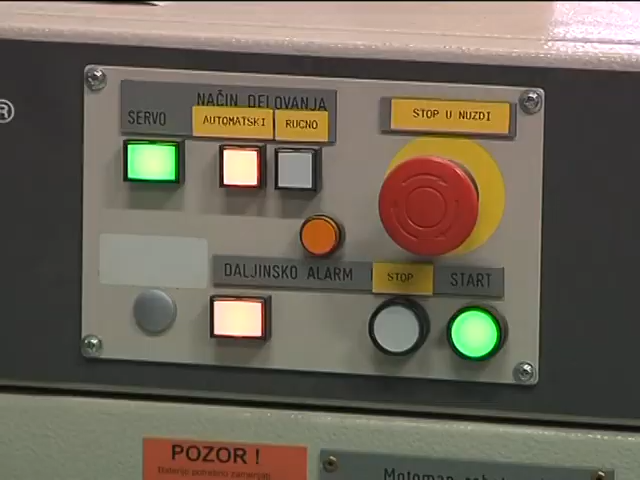 ®
NAČIN DELOVANJA
SERVO
AUTOMATSKI
RUCNO
STOP U NUZDI
DALJINSKO ALARM
STOP
START
POZOR !
Motoman